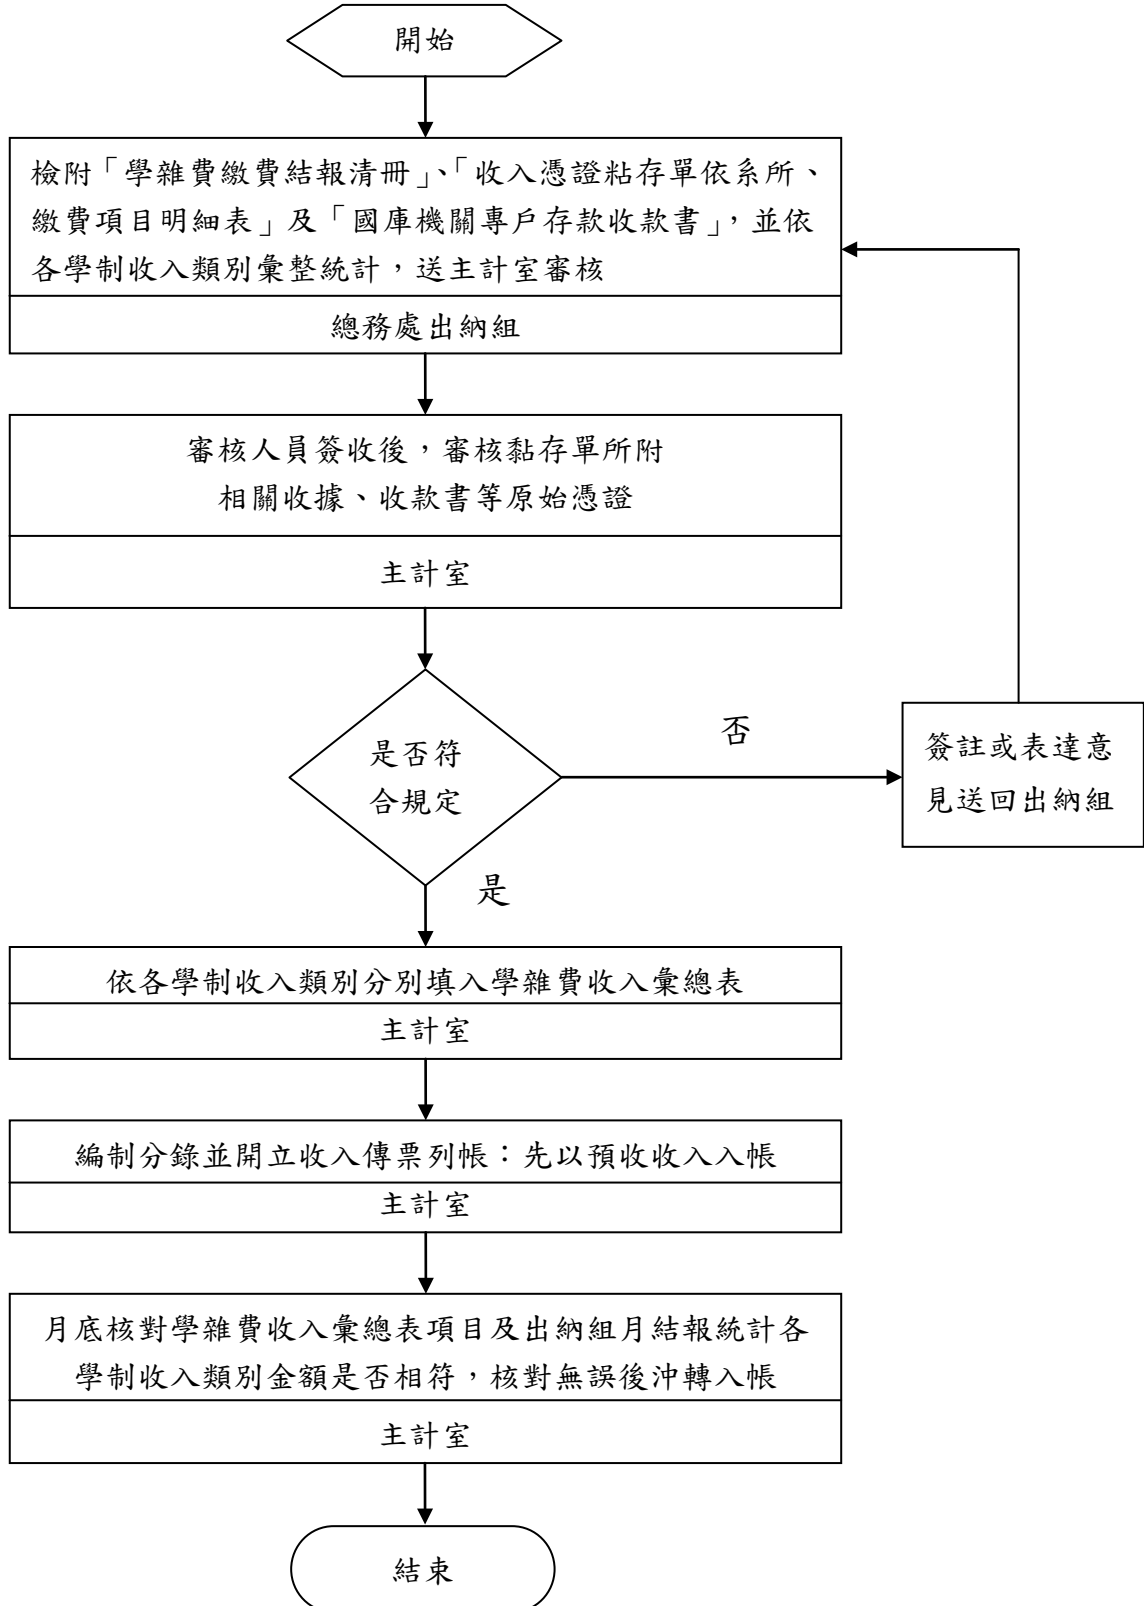 開始
檢附「學雜費繳費結報清冊」、「收入憑證粘存單依系所、
繳費項目明細表」及「國庫機關專戶存款收款書」，並依
各學制收入類別彙整統計，送主計室審核
總務處出納組
審核人員簽收後，審核黏存單所附
相關收據、收款書等原始憑證
主計室
是否符
合規定
否
簽註或表達意
見送回出納組
是
依各學制收入類別分別填入學雜費收入彙總表
主計室
編制分錄並開立收入傳票列帳：先以預收收入入帳
主計室
月底核對學雜費收入彙總表項目及出納組月結報統計各
學制收入類別金額是否相符，核對無誤後沖轉入帳
主計室
結束